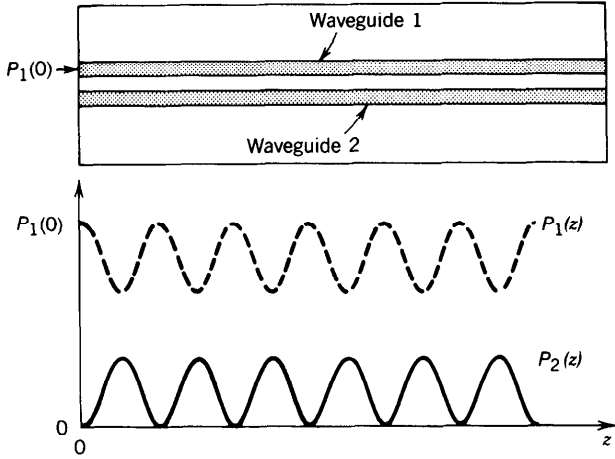 Waveguide 1
P₁(0)
Waveguide 2
P₁(0)
P₁(z)
P₂(z)
0
0
z